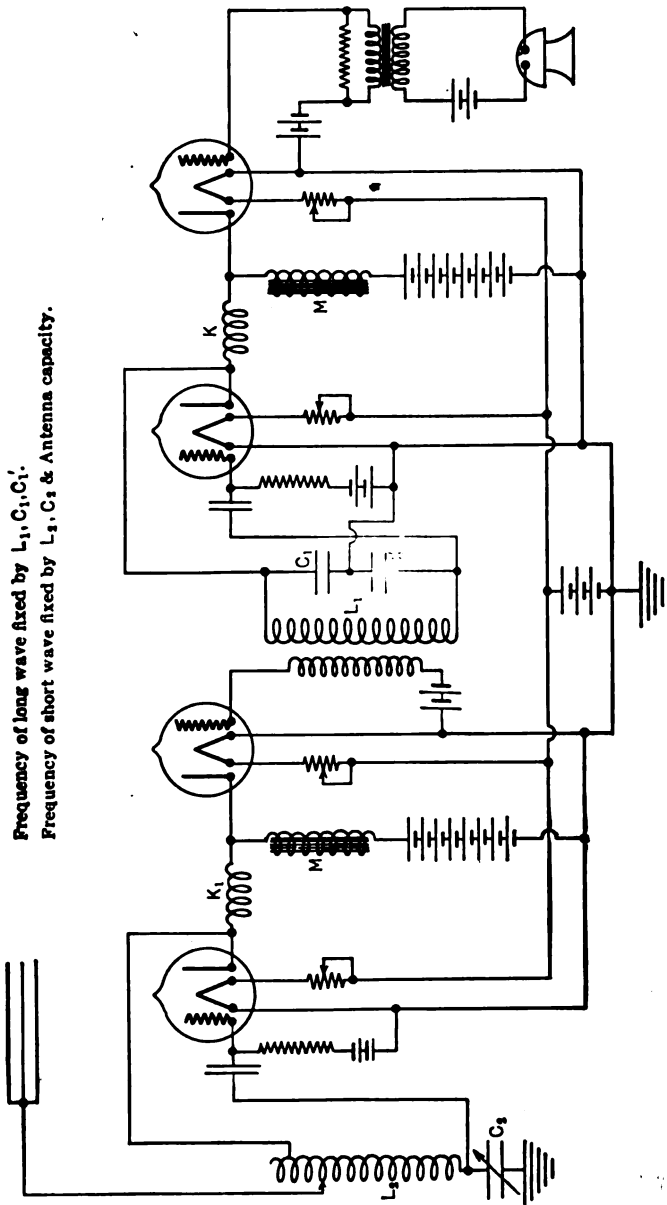 Frequency of long wave fixed by L₁, C₁, C₁'.
Frequency of short wave fixed by L₂, C₂ & Antenna capacity.
K
M
C₁
L₁
K₁
M
L₂
C₂